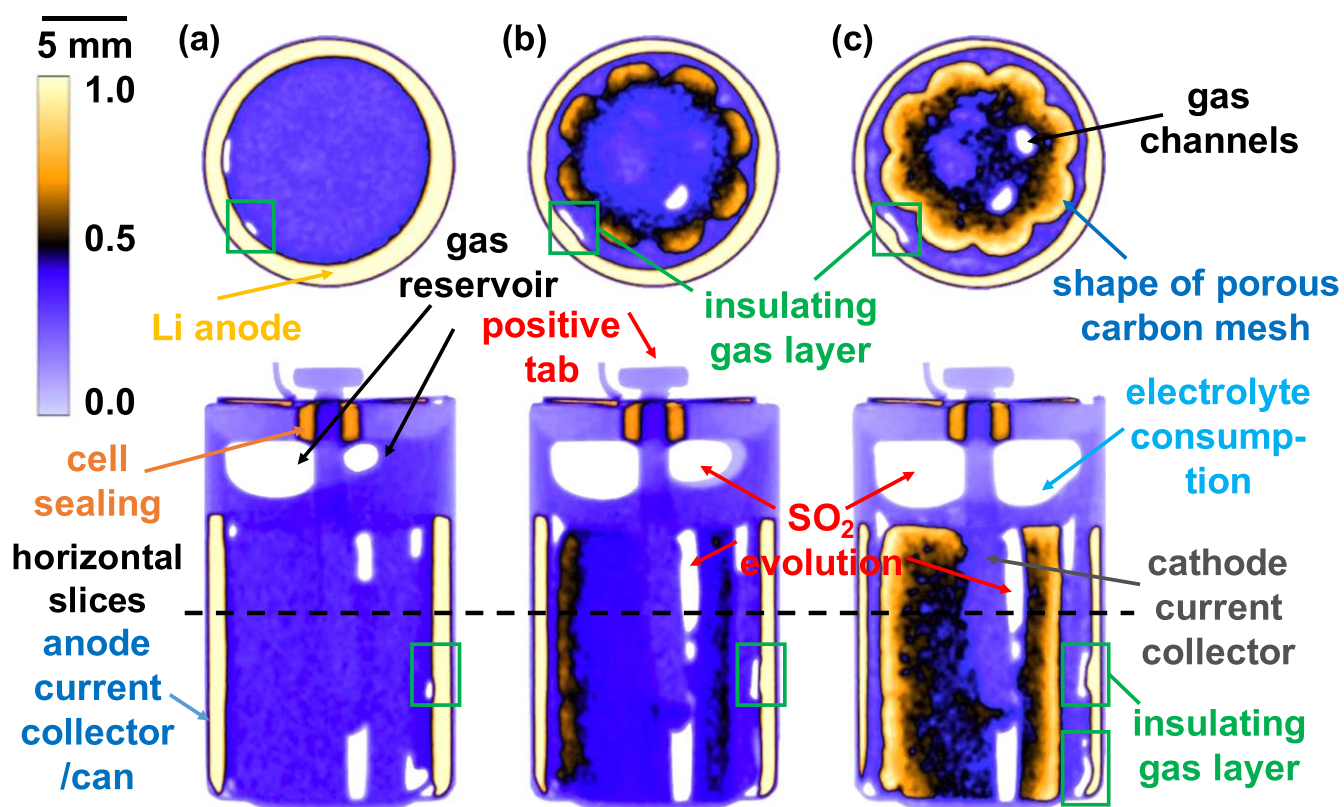 5 mm
(a)
(b)
(c)
1.0
0.5
0.0
gas
channels
gas
reservoir
Li anode
positive
tab
insulating
gas layer
shape of porous
carbon mesh
electrolyte
consump-
tion
cell
sealing
SO2
evolution
horizontal
slices
anode
current
collector
/can
cathode
current
collector
insulating
gas layer